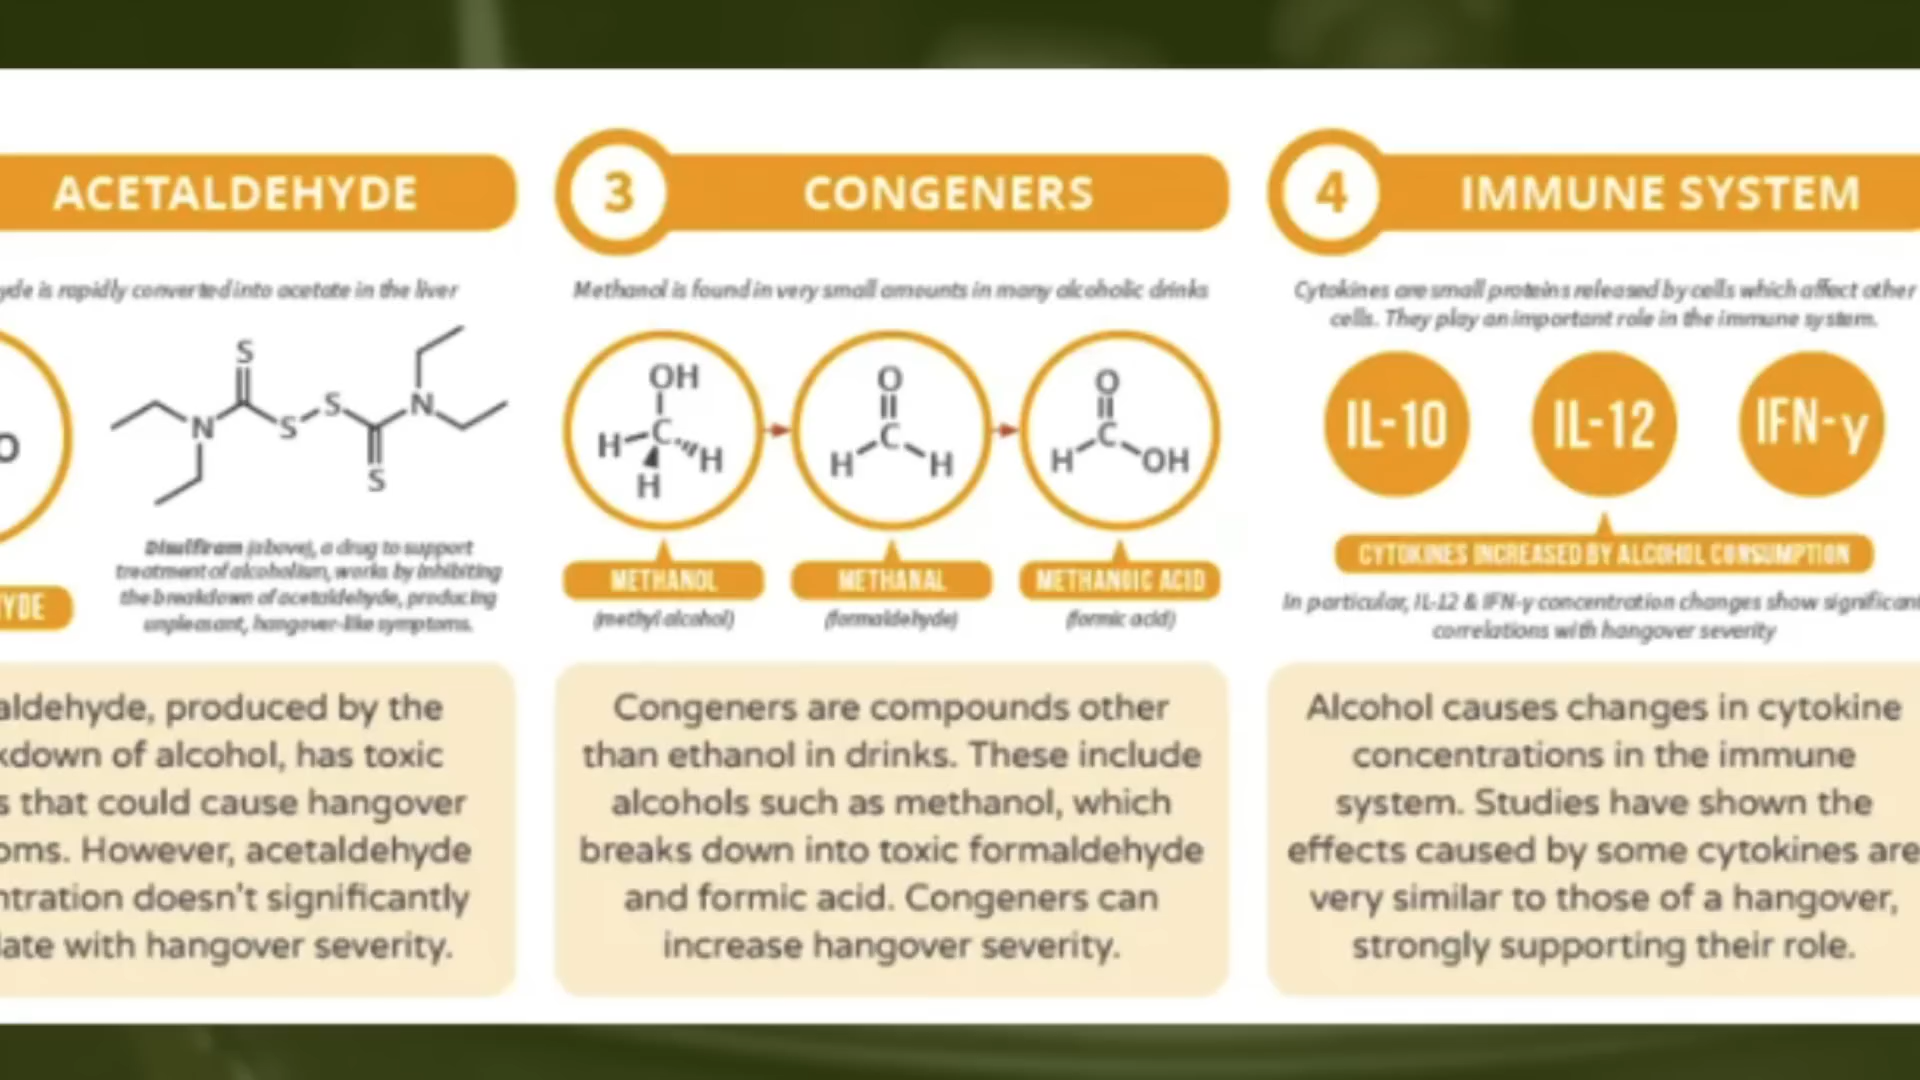 ACETALDEHYDE
yde is rapidly converted into acetate in the liver
O
S
S
S
N
N
S
Disulfiram (above), a drug to support
treatment of alcoholism, works by inhibiting
the breakdown of acetaldehyde, producing
unpleasant, hangover-like symptoms.
YDE
aldehyde, produced by the
kdown of alcohol, has toxic
s that could cause hangover
oms. However, acetaldehyde
ntration doesn't significantly
late with hangover severity.
3
CONGENERS
Methanol is found in very small amounts in many alcoholic drinks
OH
H C H
H
O
C
H H
O
C
H OH
METHANOL METHANAL METHANOIC ACID
(methyl alcohol) (formaldehyde) (formic acid)
Congeners are compounds other
than ethanol in drinks. These include
alcohols such as methanol, which
breaks down into toxic formaldehyde
and formic acid. Congeners can
increase hangover severity.
4
IMMUNE SYSTEM
Cytokines are small proteins released by cells which affect other
cells. They play an important role in the immune system.
IL-10 IL-12 IFN-γ
CYTOKINES INCREASED BY ALCOHOL CONSUMPTION
In particular, IL-12 & IFN-γ concentration changes show significant
correlations with hangover severity
Alcohol causes changes in cytokine
concentrations in the immune
system. Studies have shown the
effects caused by some cytokines are
very similar to those of a hangover,
strongly supporting their role.